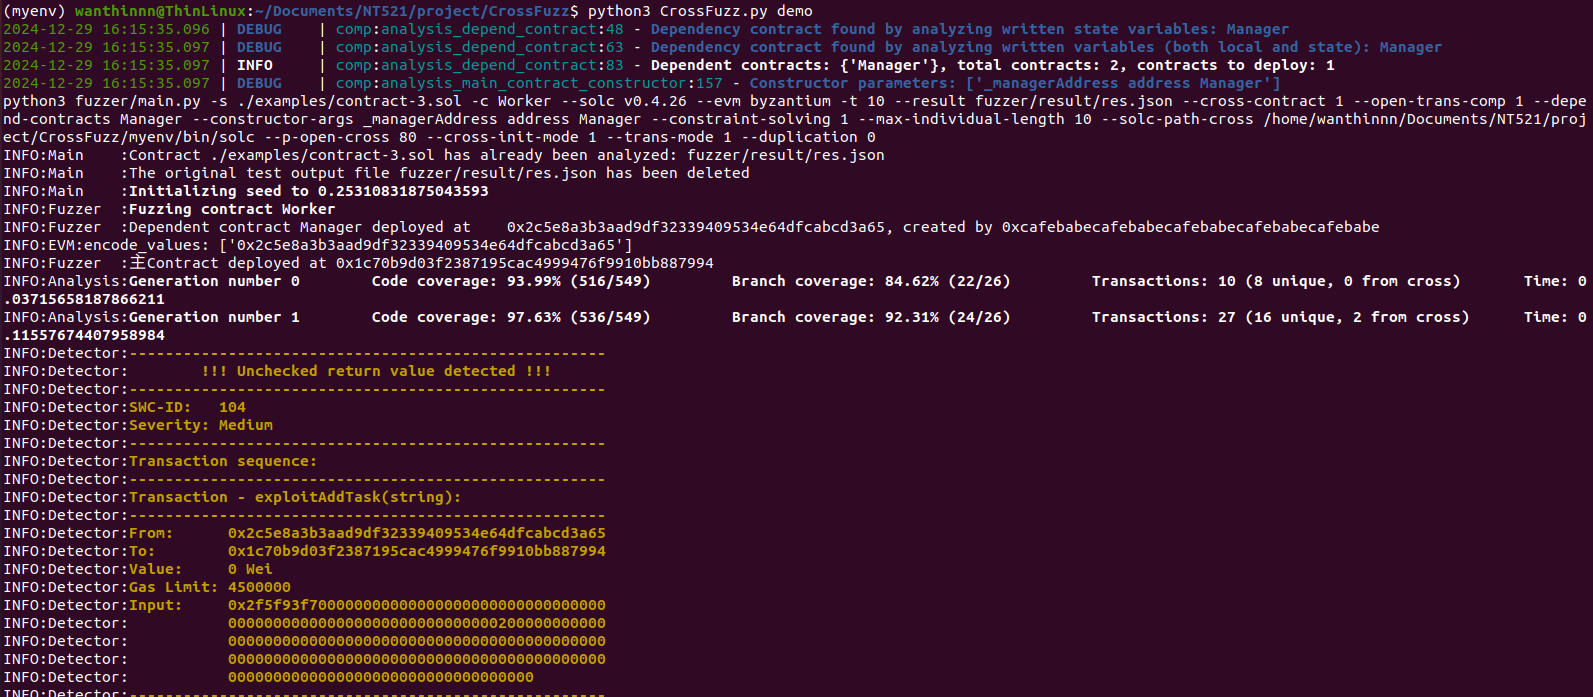 (myenv) wanthinnn@ThinLinux:~/Documents/NT521/project/CrossFuzz$ python3 CrossFuzz.py demo
2024-12-29 16:15:35.096 | DEBUG    | comp:analysis_depend_contract:48 - Dependency contract found by analyzing written state variables: Manager
2024-12-29 16:15:35.097 | DEBUG    | comp:analysis_depend_contract:63 - Dependency contract found by analyzing written variables (both local and state): Manager
2024-12-29 16:15:35.097 | INFO     | comp:analysis_depend_contract:83 - Dependent contracts: {'Manager'}, total contracts: 2, contracts to deploy: 1
2024-12-29 16:15:35.097 | DEBUG    | comp:analysis_main_contract_constructor:157 - Constructor parameters: ['_managerAddress address Manager']
python3 fuzzer/main.py -s ./examples/contract-3.sol -c Worker --solc v0.4.26 --evm byzantium -t 10 --result fuzzer/result/res.json --cross-contract 1 --open-trans-comp 1 --depe
nd-contracts Manager --constructor-args _managerAddress address Manager --constraint-solving 1 --max-individual-length 10 --solc-path-cross /home/wanthinnn/Documents/NT521/proj
ect/CrossFuzz/myenv/bin/solc --p-open-cross 80 --cross-init-mode 1 --trans-mode 1 --duplication 0
INFO:Main    :Contract ./examples/contract-3.sol has already been analyzed: fuzzer/result/res.json
INFO:Main    :The original test output file fuzzer/result/res.json has been deleted
INFO:Main    :Initializing seed to 0.25310831875043593
INFO:Fuzzer  :Fuzzing contract Worker
INFO:Fuzzer  :Dependent contract Manager deployed at    0x2c5e8a3b3aad9df32339409534e64dfcabcd3a65, created by 0xcafebabecafebabecafebabecafebabecafebabe
INFO:EVM:encode_values: ['0x2c5e8a3b3aad9df32339409534e64dfcabcd3a65']
INFO:Fuzzer  :主Contract deployed at 0x1c70b9d03f2387195cac4999476f9910bb887994
INFO:Analysis:Generation number 0        Code coverage: 93.99% (516/549)         Branch coverage: 84.62% (22/26)         Transactions: 10 (8 unique, 0 from cross)       Time: 0
.03715658187866211
INFO:Analysis:Generation number 1        Code coverage: 97.63% (536/549)         Branch coverage: 92.31% (24/26)         Transactions: 27 (16 unique, 2 from cross)      Time: 0
.11557674407958984
INFO:Detector:-----------------------------------------------------
INFO:Detector:        !!! Unchecked return value detected !!!
INFO:Detector:-----------------------------------------------------
INFO:Detector:SWC-ID:   104
INFO:Detector:Severity: Medium
INFO:Detector:-----------------------------------------------------
INFO:Detector:Transaction sequence:
INFO:Detector:-----------------------------------------------------
INFO:Detector:Transaction - exploitAddTask(string):
INFO:Detector:-----------------------------------------------------
INFO:Detector:From:      0x2c5e8a3b3aad9df32339409534e64dfcabcd3a65
INFO:Detector:To:        0x1c70b9d03f2387195cac4999476f9910bb887994
INFO:Detector:Value:     0 Wei
INFO:Detector:Gas Limit: 4500000
INFO:Detector:Input:     0x2f5f93f700000000000000000000000000000000
INFO:Detector:           000000000000000000000000000000200000000000
INFO:Detector:           000000000000000000000000000000000000000000
INFO:Detector:           000000000000000000000000000000000000000000
INFO:Detector:           0000000000000000000000000000000000
INFO:Detector:-----------------------------------------------------